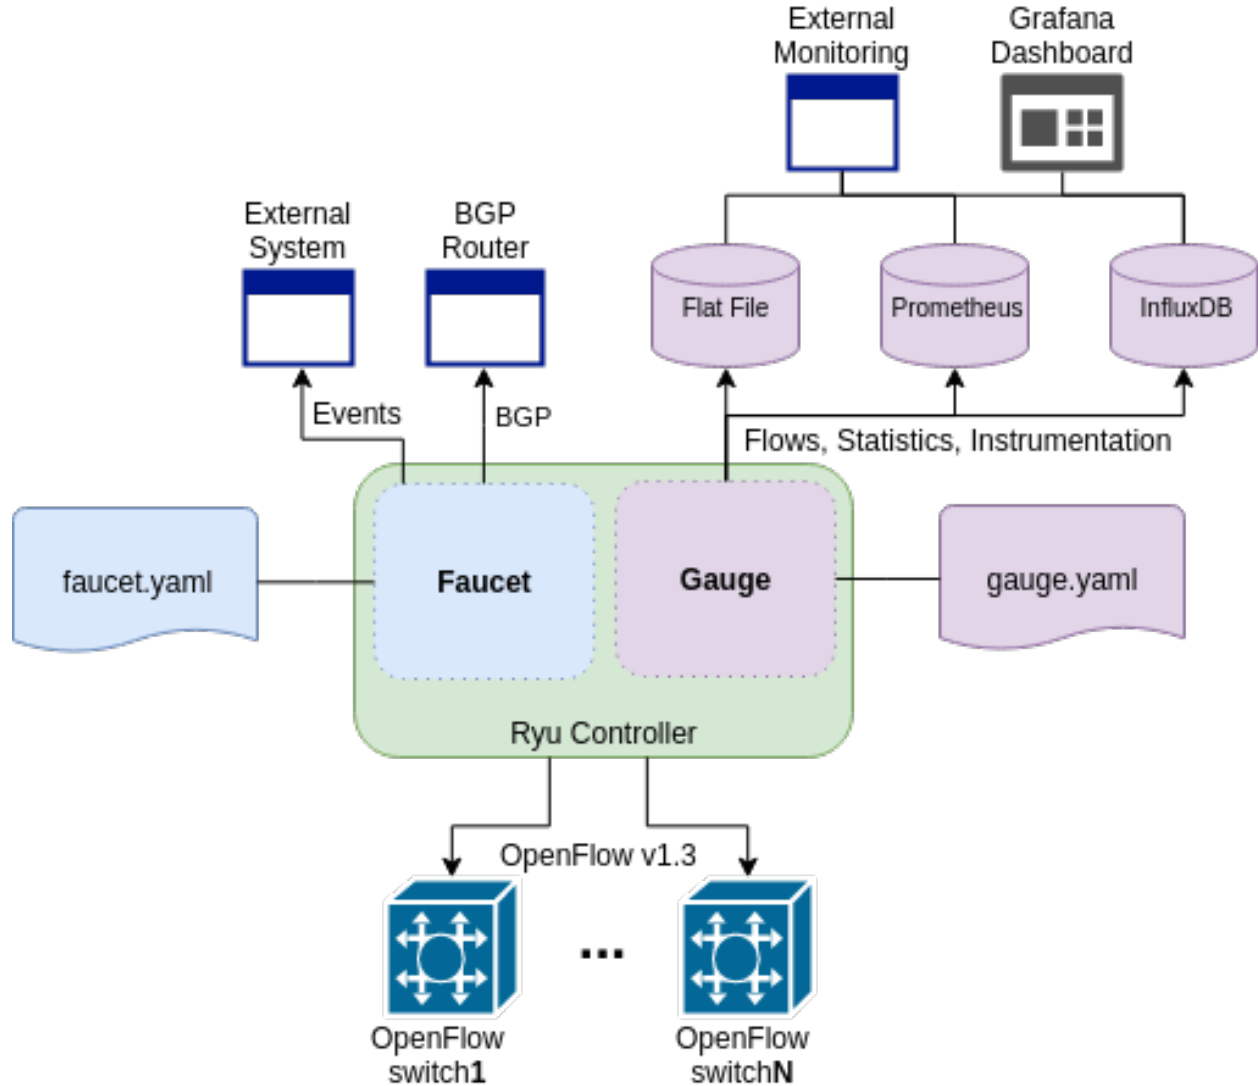 External
Monitoring
Grafana
Dashboard
External
System
BGP
Router
Flat File
Prometheus
InfluxDB
Events
BGP
Flows, Statistics, Instrumentation
faucet.yaml
Faucet
Gauge
gauge.yaml
Ryu Controller
OpenFlow v1.3
...
OpenFlow
switch1
OpenFlow
switchN